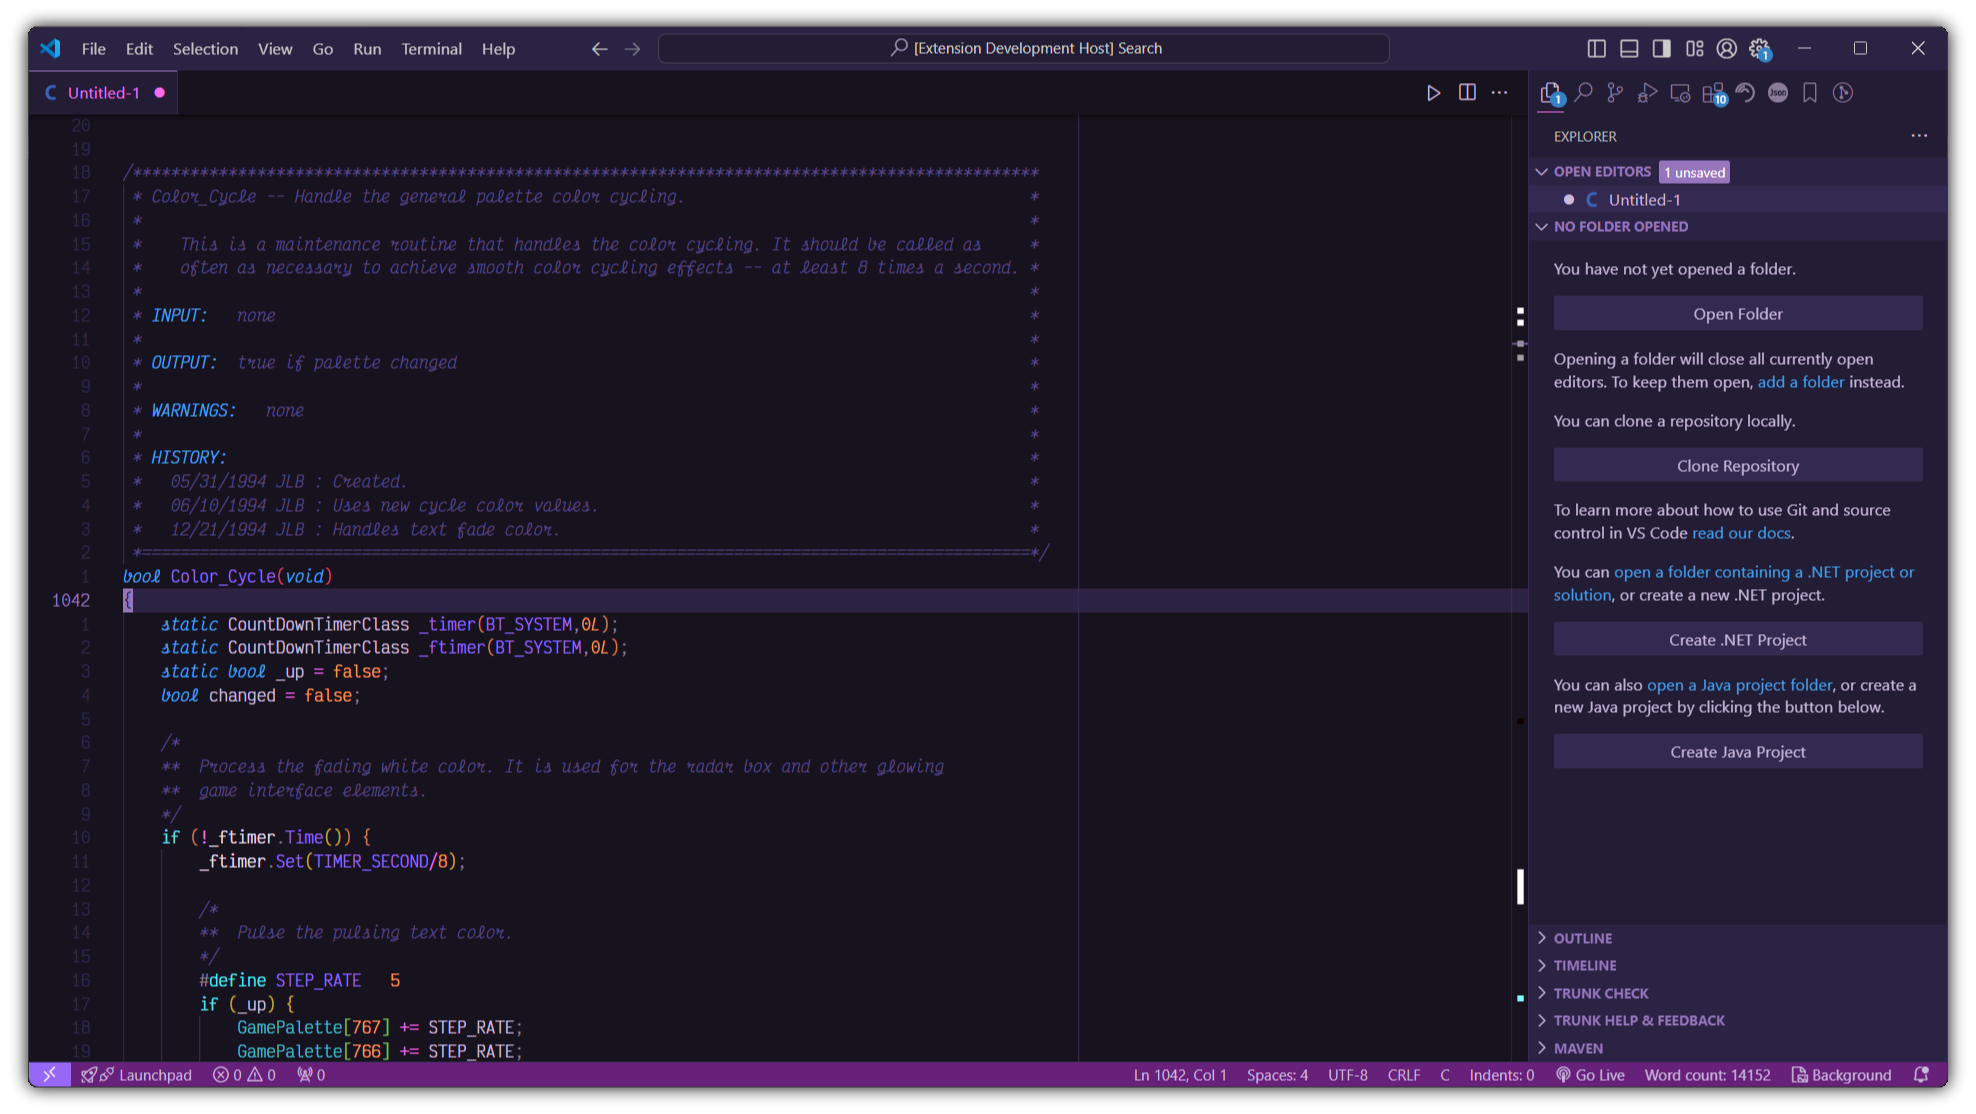 File Edit Selection View Go Run Terminal Help
[Extension Development Host] Search
1
C Untitled-1
1 10 Json
20
19
18 /***********************************************************************************************
17 * Color_Cycle -- Handle the general palette color cycling. *
16 * *
15 * This is a maintenance routine that handles the color cycling. It should be called as *
14 * often as necessary to achieve smooth color cycling effects -- at least 8 times a second. *
13 * *
12 * INPUT: none *
11 * *
10 * OUTPUT: true if palette changed *
9 * *
8 * WARNINGS: none *
7 * *
6 * HISTORY: *
5 * 05/31/1994 JLB : Created. *
4 * 06/10/1994 JLB : Uses new cycle color values. *
3 * 12/21/1994 JLB : Handles text fade color. *
2 *=============================================================================================*/
1 bool Color_Cycle(void)
1042 {
1 static CountDownTimerClass _timer(BT_SYSTEM,0L);
2 static CountDownTimerClass _ftimer(BT_SYSTEM,0L);
3 static bool _up = false;
4 bool changed = false;
5
6 /*
7 ** Process the fading white color. It is used for the radar box and other glowing
8 ** game interface elements.
9 */
10 if (!_ftimer.Time()) {
11 _ftimer.Set(TIMER_SECOND/8);
12
13 /*
14 ** Pulse the pulsing text color.
15 */
16 #define STEP_RATE 5
17 if (_up) {
18 GamePalette[767] += STEP_RATE;
19 GamePalette[766] += STEP_RATE;
EXPLORER
OPEN EDITORS 1 unsaved
C Untitled-1
NO FOLDER OPENED
You have not yet opened a folder.
Open Folder
Opening a folder will close all currently open
editors. To keep them open, add a folder instead.
You can clone a repository locally.
Clone Repository
To learn more about how to use Git and source
control in VS Code read our docs.
You can open a folder containing a .NET project or
solution, or create a new .NET project.
Create .NET Project
You can also open a Java project folder, or create a
new Java project by clicking the button below.
Create Java Project
OUTLINE
TIMELINE
TRUNK CHECK
TRUNK HELP & FEEDBACK
MAVEN
Launchpad 0 0 0
Ln 1042, Col 1 Spaces: 4 UTF-8 CRLF C Indents: 0 Go Live Word count: 14152 Background